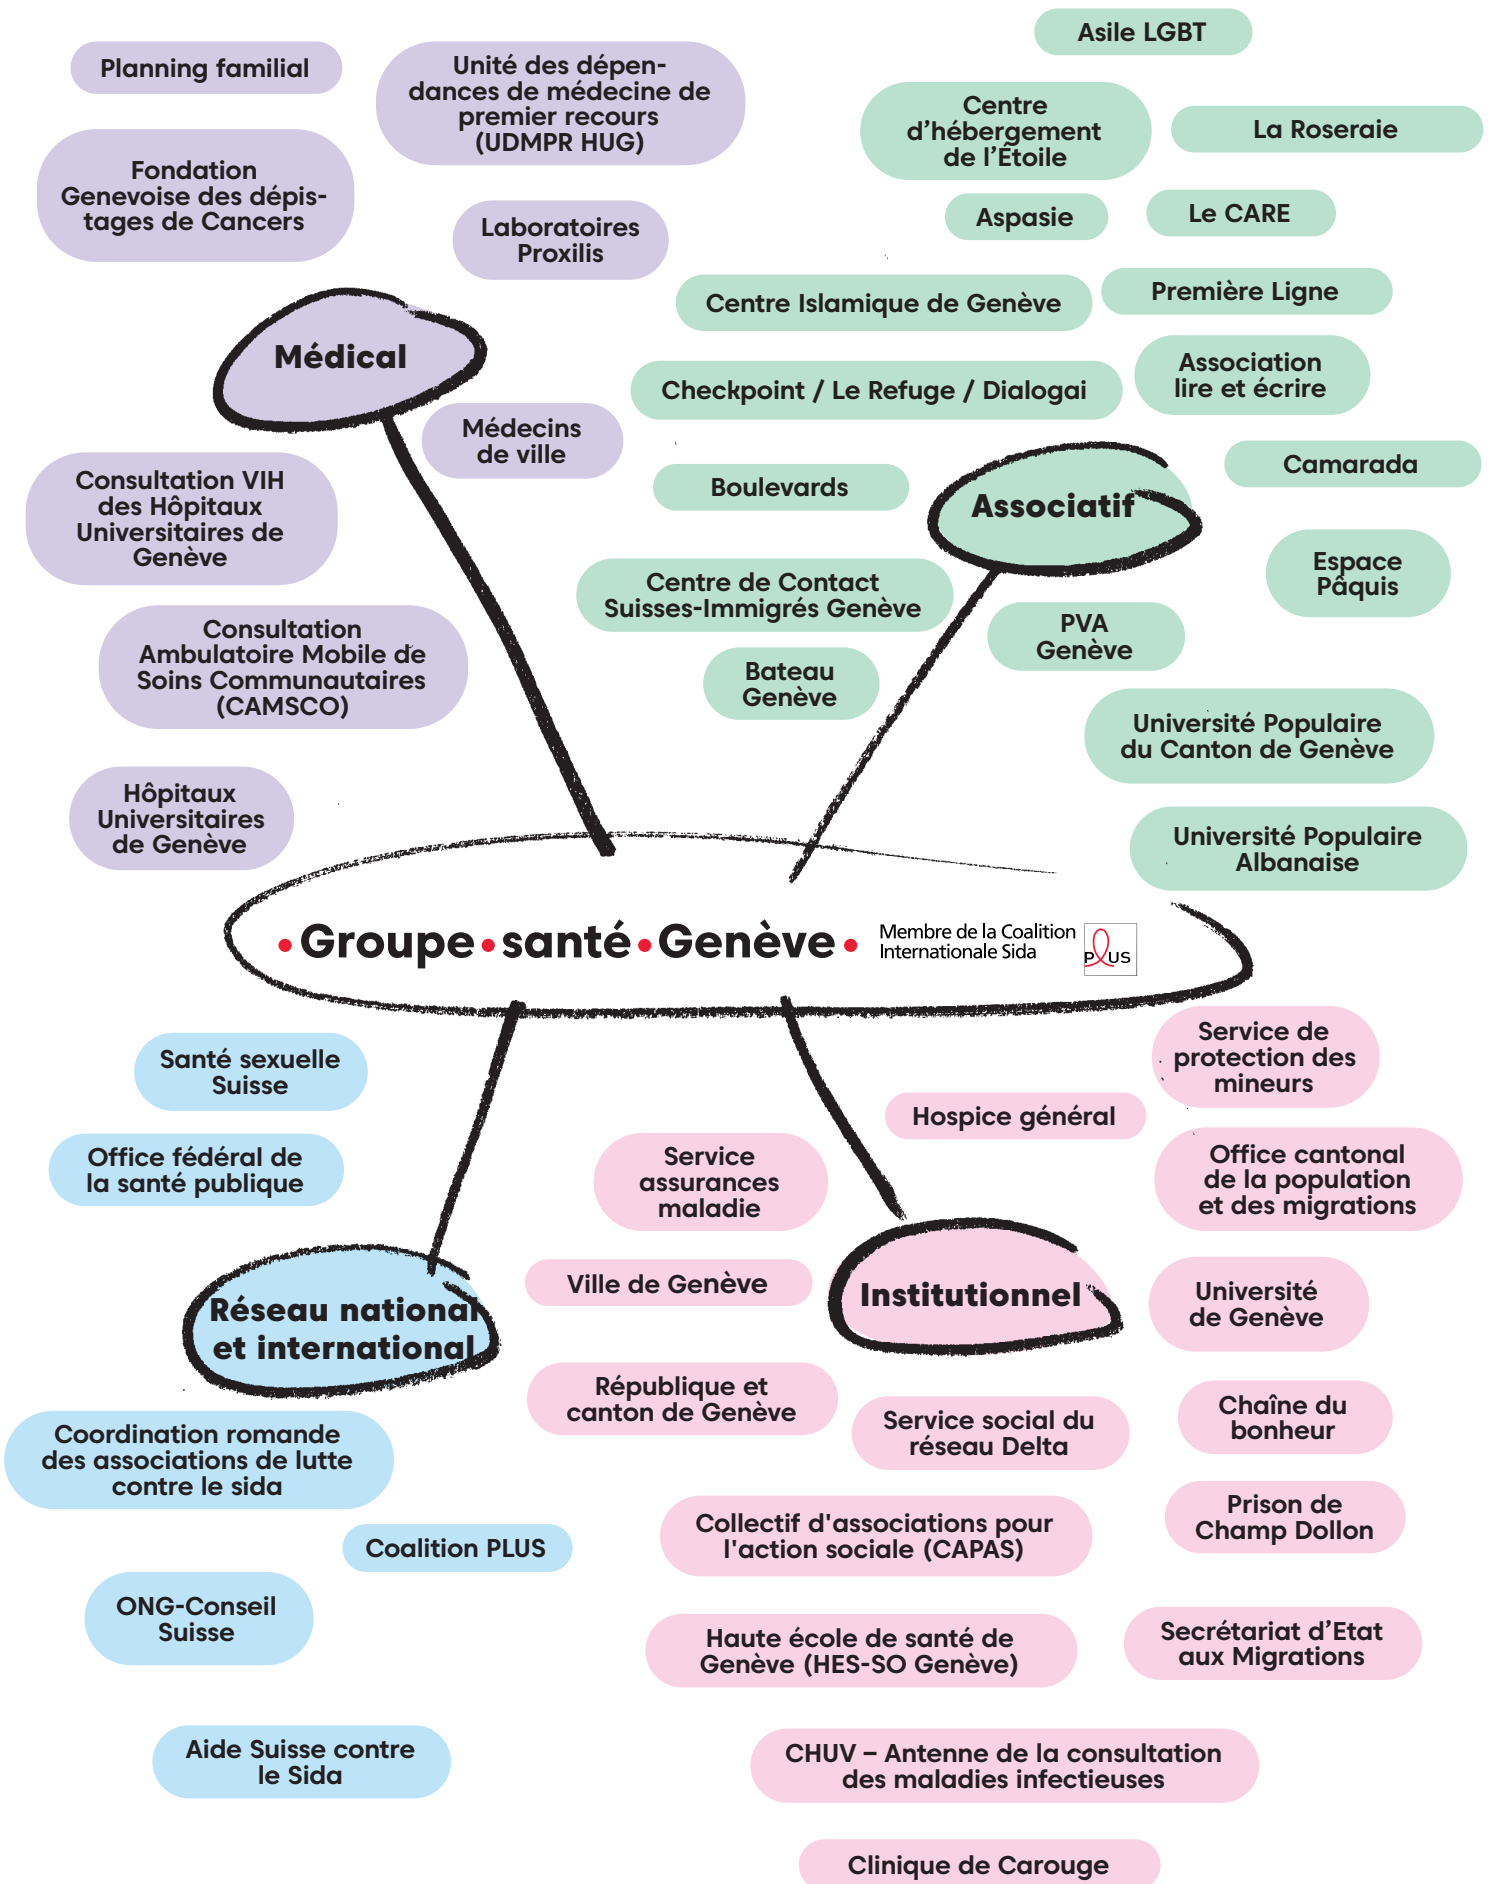 Planning familial
Unité des dépen-
dances de médecine de
premier recours
(UDMPR HUG)
Fondation
Genevoise des dépis-
tages de Cancers
Laboratoires
Proxilis
Médical
Médecins
de ville
Consultation VIH
des Hôpitaux
Universitaires de
Genève
Consultation
Ambulatoire Mobile de
Soins Communautaires
(CAMSCO)
Hôpitaux
Universitaires
de Genève
Asile LGBT
Centre
d’hébergement
de l’Étoile
La Roseraie
Aspasie
Le CARE
Centre Islamique de Genève
Première Ligne
Checkpoint / Le Refuge / Dialogai
Association
lire et écrire
Boulevards
Associatif
Camarada
Centre de Contact
Suisses-Immigrés Genève
Espace
Pâquis
PVA
Genève
Bateau
Genève
Université Populaire
du Canton de Genève
Université Populaire
Albanaise
•Groupe•santé•Genève•
Membre de la Coalition
Internationale Sida
PLUS
Santé sexuelle
Suisse
Office fédéral de
la santé publique
Réseau national
et international
Coordination romande
des associations de lutte
contre le sida
Coalition PLUS
ONG-Conseil
Suisse
Aide Suisse contre
le Sida
Service de
protection des
mineurs
Hospice général
Service
assurances
maladie
Office cantonal
de la population
et des migrations
Ville de Genève
Institutionnel
Université
de Genève
République et
canton de Genève
Service social du
réseau Delta
Chaîne du
bonheur
Collectif d'associations pour
l'action sociale (CAPAS)
Prison de
Champ Dollon
Haute école de santé de
Genève (HES-SO Genève)
Secrétariat d’Etat
aux Migrations
CHUV – Antenne de la consultation
des maladies infectieuses
Clinique de Carouge